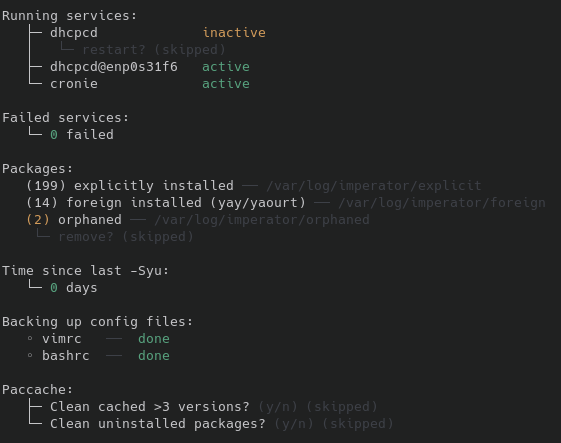 Running services:
├─ dhcpcd inactive
│ └─ restart? (skipped)
├─ dhcpcd@enp0s31f6 active
└─ cronie active
Failed services:
└─ 0 failed
Packages:
(199) explicitly installed ── /var/log/imperator/explicit
(14) foreign installed (yay/yaourt) ── /var/log/imperator/foreign
(2) orphaned ── /var/log/imperator/orphaned
└─ remove? (skipped)
Time since last -Syu:
└─ 0 days
Backing up config files:
◦ vimrc ── done
◦ bashrc ── done
Paccache:
├─ Clean cached >3 versions? (y/n) (skipped)
└─ Clean uninstalled packages? (y/n) (skipped)